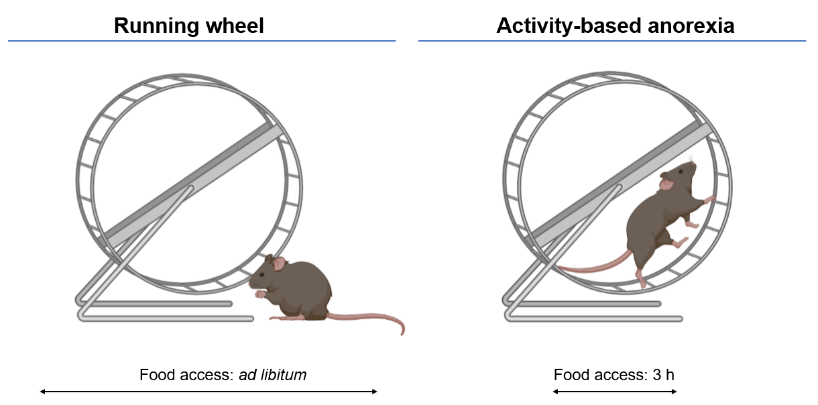 Running wheel
Activity-based anorexia
Food access: ad libitum
Food access: 3 h